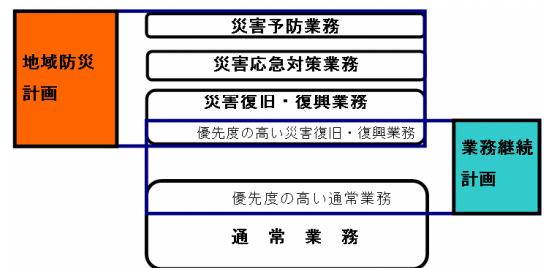 地域防災
計画
災害予防業務
災害応急対策業務
災害復旧・復興業務
優先度の高い災害復旧・復興業務
業務継続
計画
優先度の高い通常業務
通 常 業 務